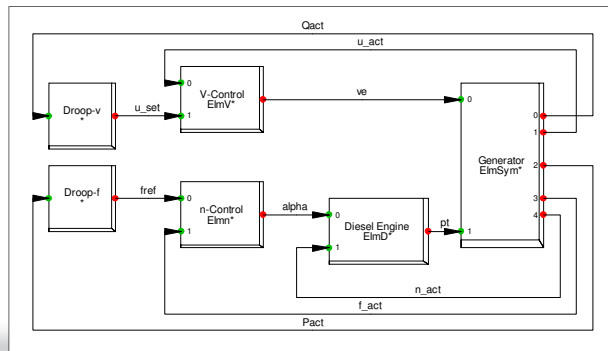 Qact
u_act
0
V-Control
ElmV*
1
ve
Droop-v
*
u_set
0
Generator
ElmSym*
1
0
1
2
3
4
Droop-f
*
fref
0
n-Control
Elmn*
1
alpha
0
Diesel Engine
ElmD*
1
pt
n_act
f_act
Pact